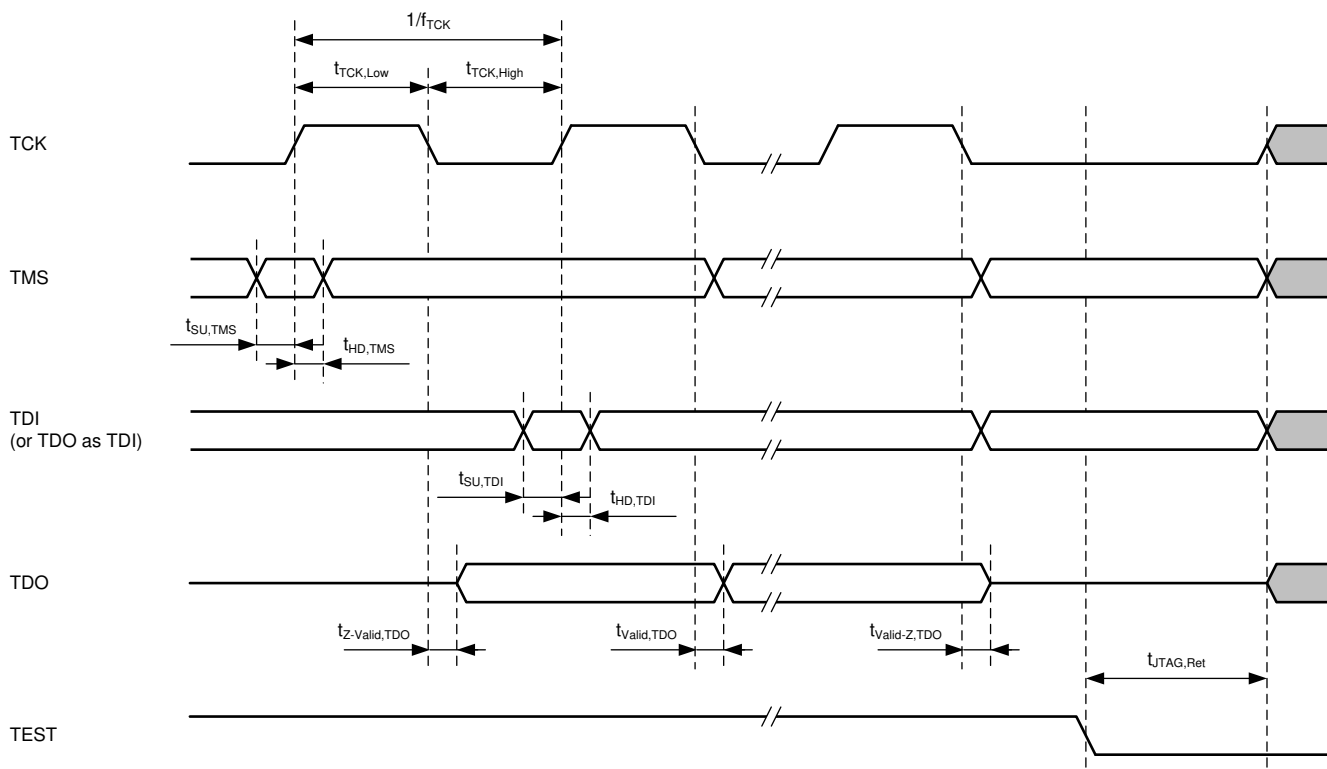 1/fTCK
tTCK,Low
tTCK,High
TCK
TMS
tSU,TMS
tHD,TMS
TDI
(or TDO as TDI)
tSU,TDI
tHD,TDI
TDO
tZ-Valid,TDO
tValid,TDO
tValid-Z,TDO
tJTAG,Ret
TEST